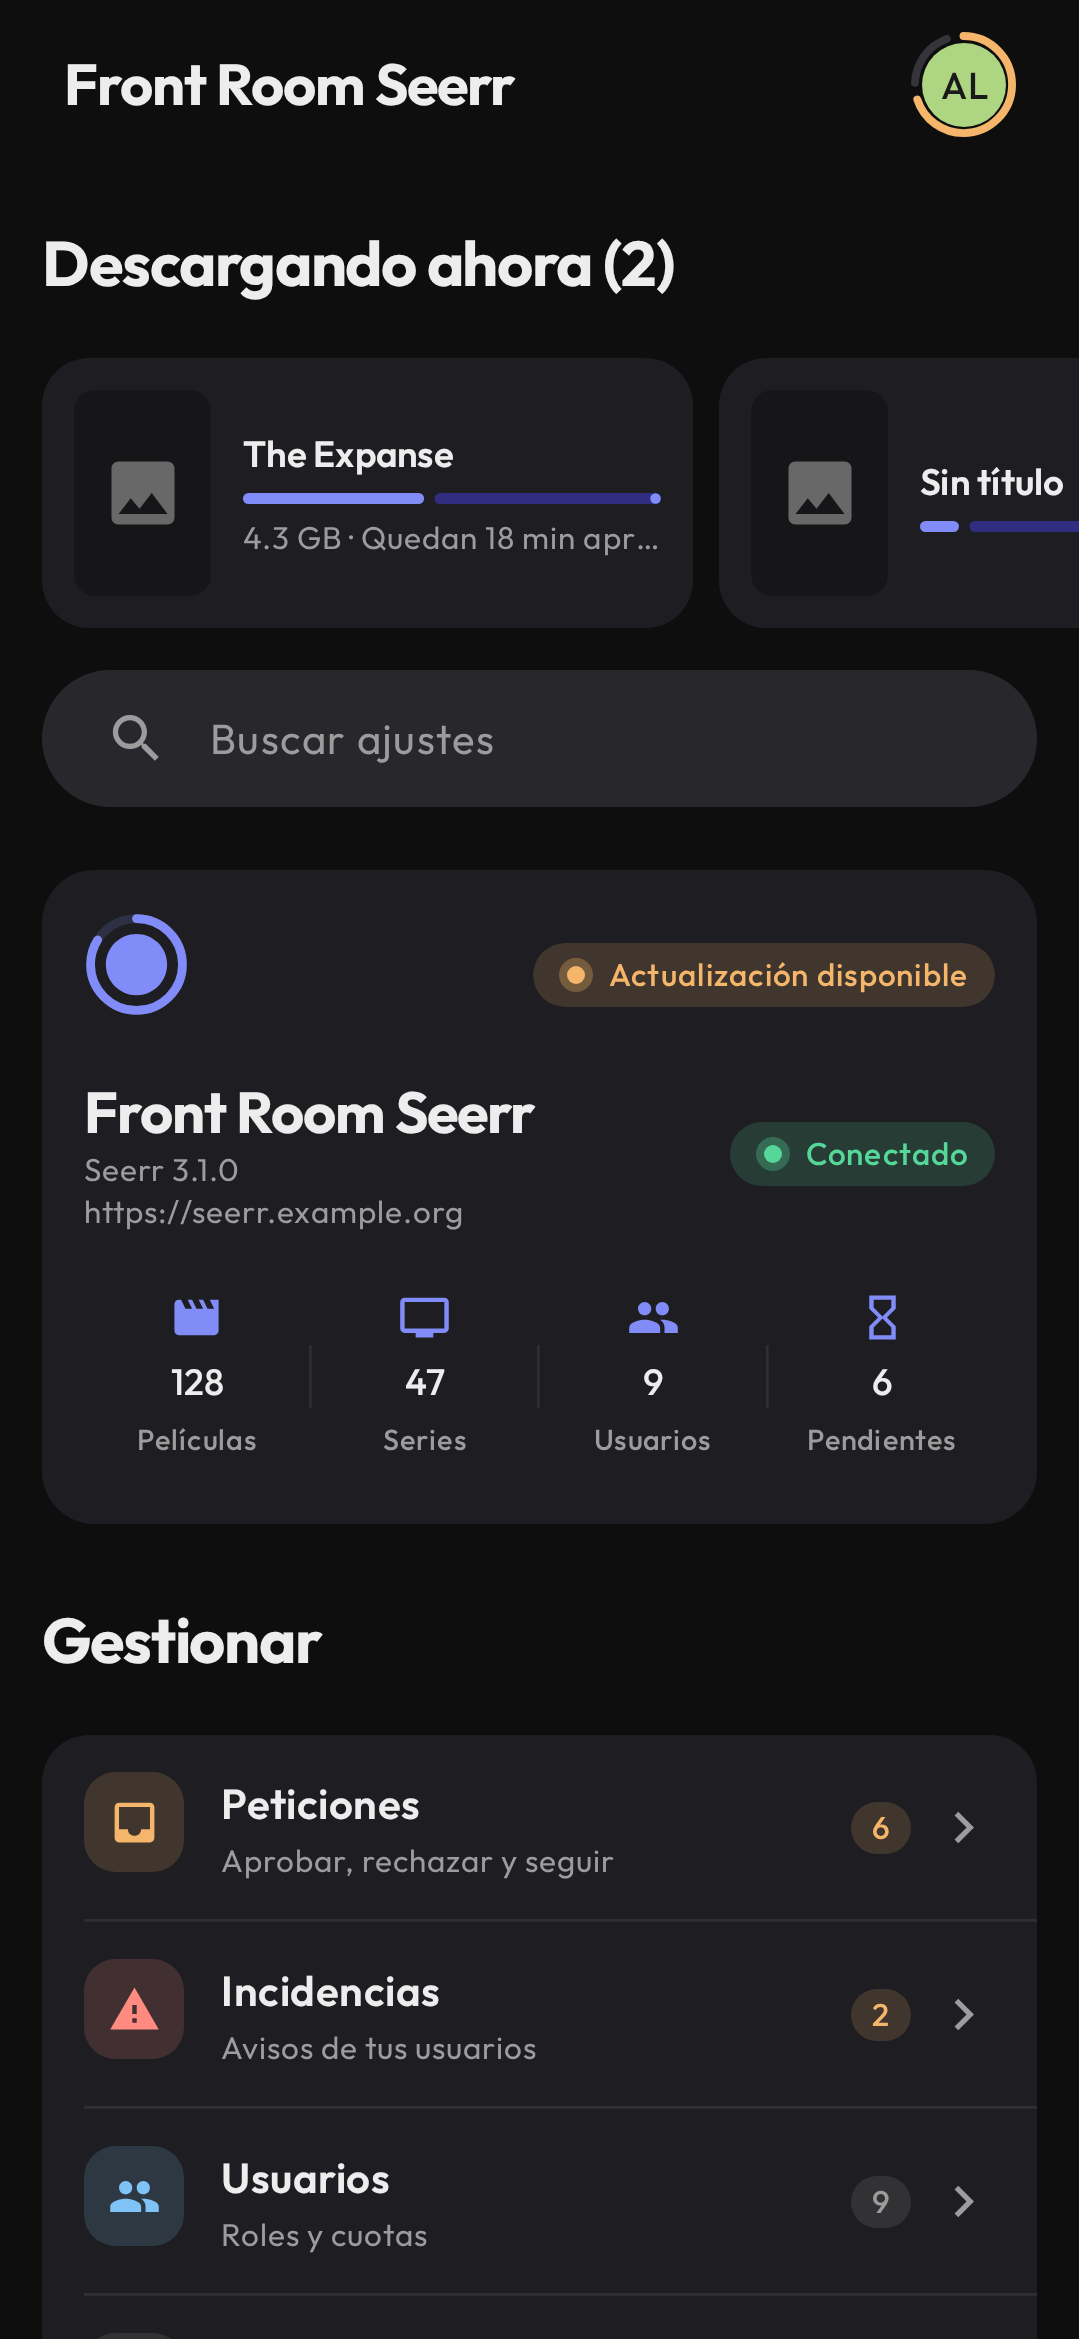 Front Room Seerr
AL
Descargando ahora (2)
The Expanse
4.3 GB · Quedan 18 min apr...
Sin título
Buscar ajustes
Actualización disponible
Front Room Seerr
Seerr 3.1.0
https://seerr.example.org
Conectado
128
Películas
47
Series
9
Usuarios
6
Pendientes
Gestionar
Peticiones
Aprobar, rechazar y seguir
6
Incidencias
Avisos de tus usuarios
2
Usuarios
Roles y cuotas
9